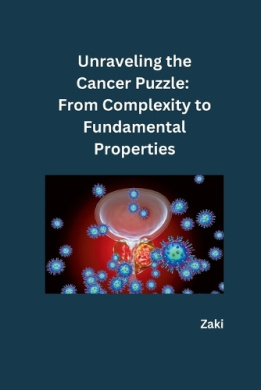 Unraveling the
Cancer Puzzle:
From Complexity to
Fundamental
Properties
Zaki